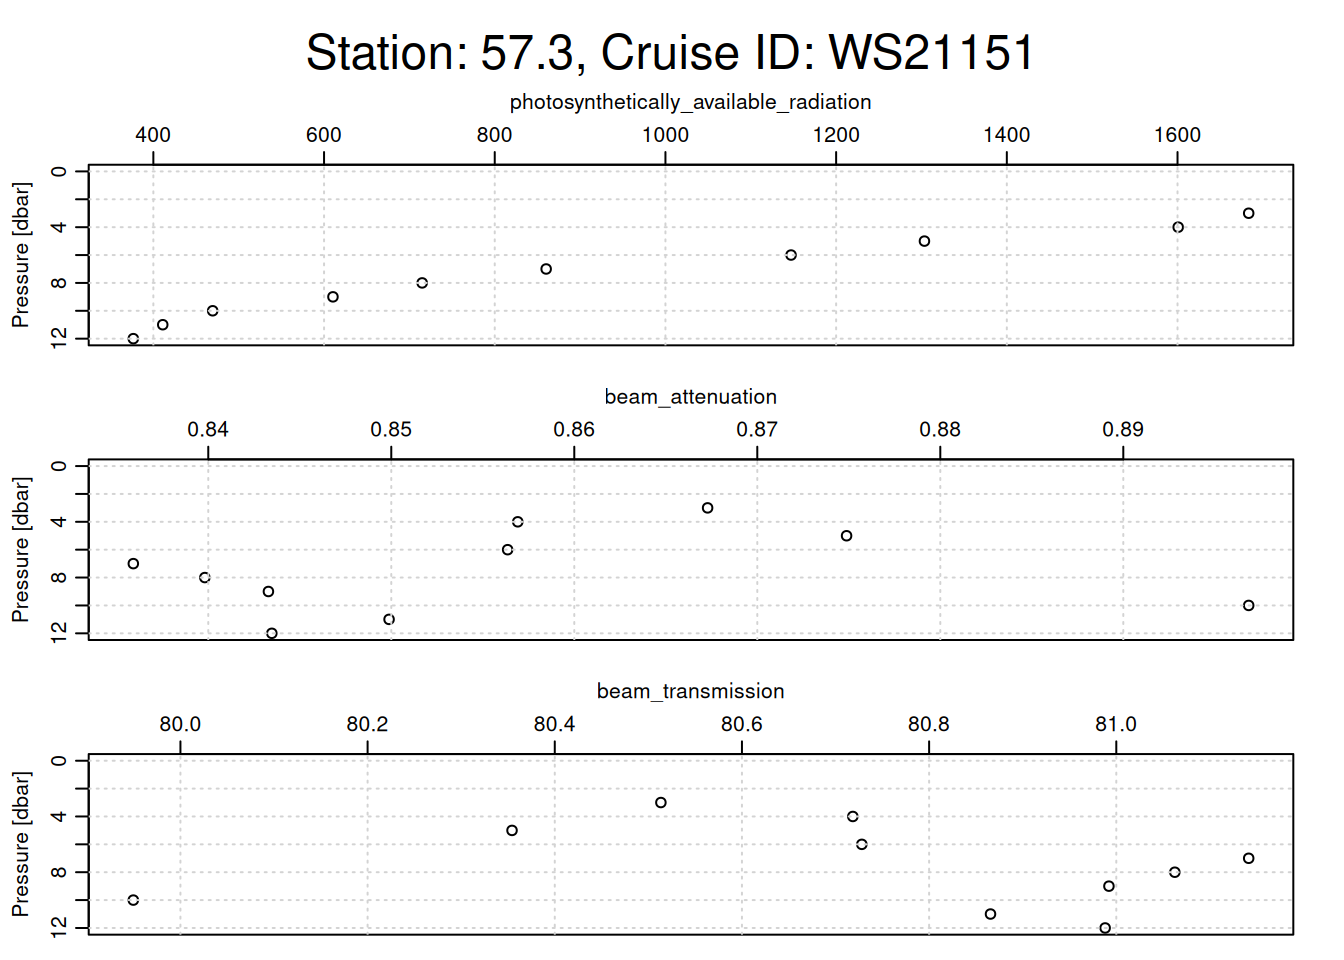 Station: 57.3, Cruise ID: WS21151
photosynthetically_available_radiation
400 600 800 1000 1200 1400 1600
Pressure [dbar]
0
4
8
12
beam_attenuation
0.84 0.85 0.86 0.87 0.88 0.89
Pressure [dbar]
0
4
8
12
beam_transmission
80.0 80.2 80.4 80.6 80.8 81.0
Pressure [dbar]
0
4
8
12